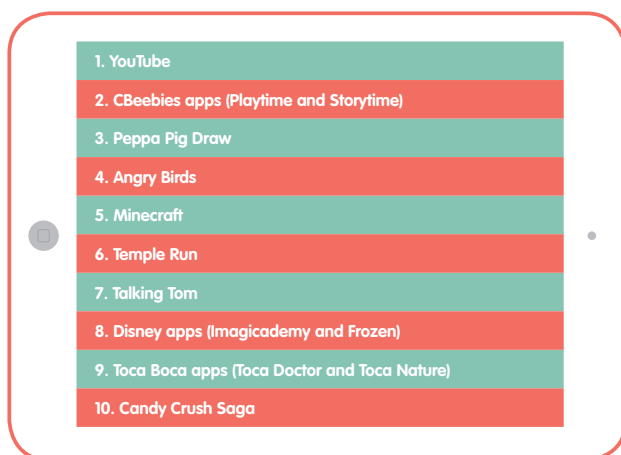 1. YouTube
2. CBeebies apps (Playtime and Storytime)
3. Peppa Pig Draw
4. Angry Birds
5. Minecraft
6. Temple Run
7. Talking Tom
8. Disney apps (Imagicademy and Frozen)
9. Toca Boca apps (Toca Doctor and Toca Nature)
10. Candy Crush Saga